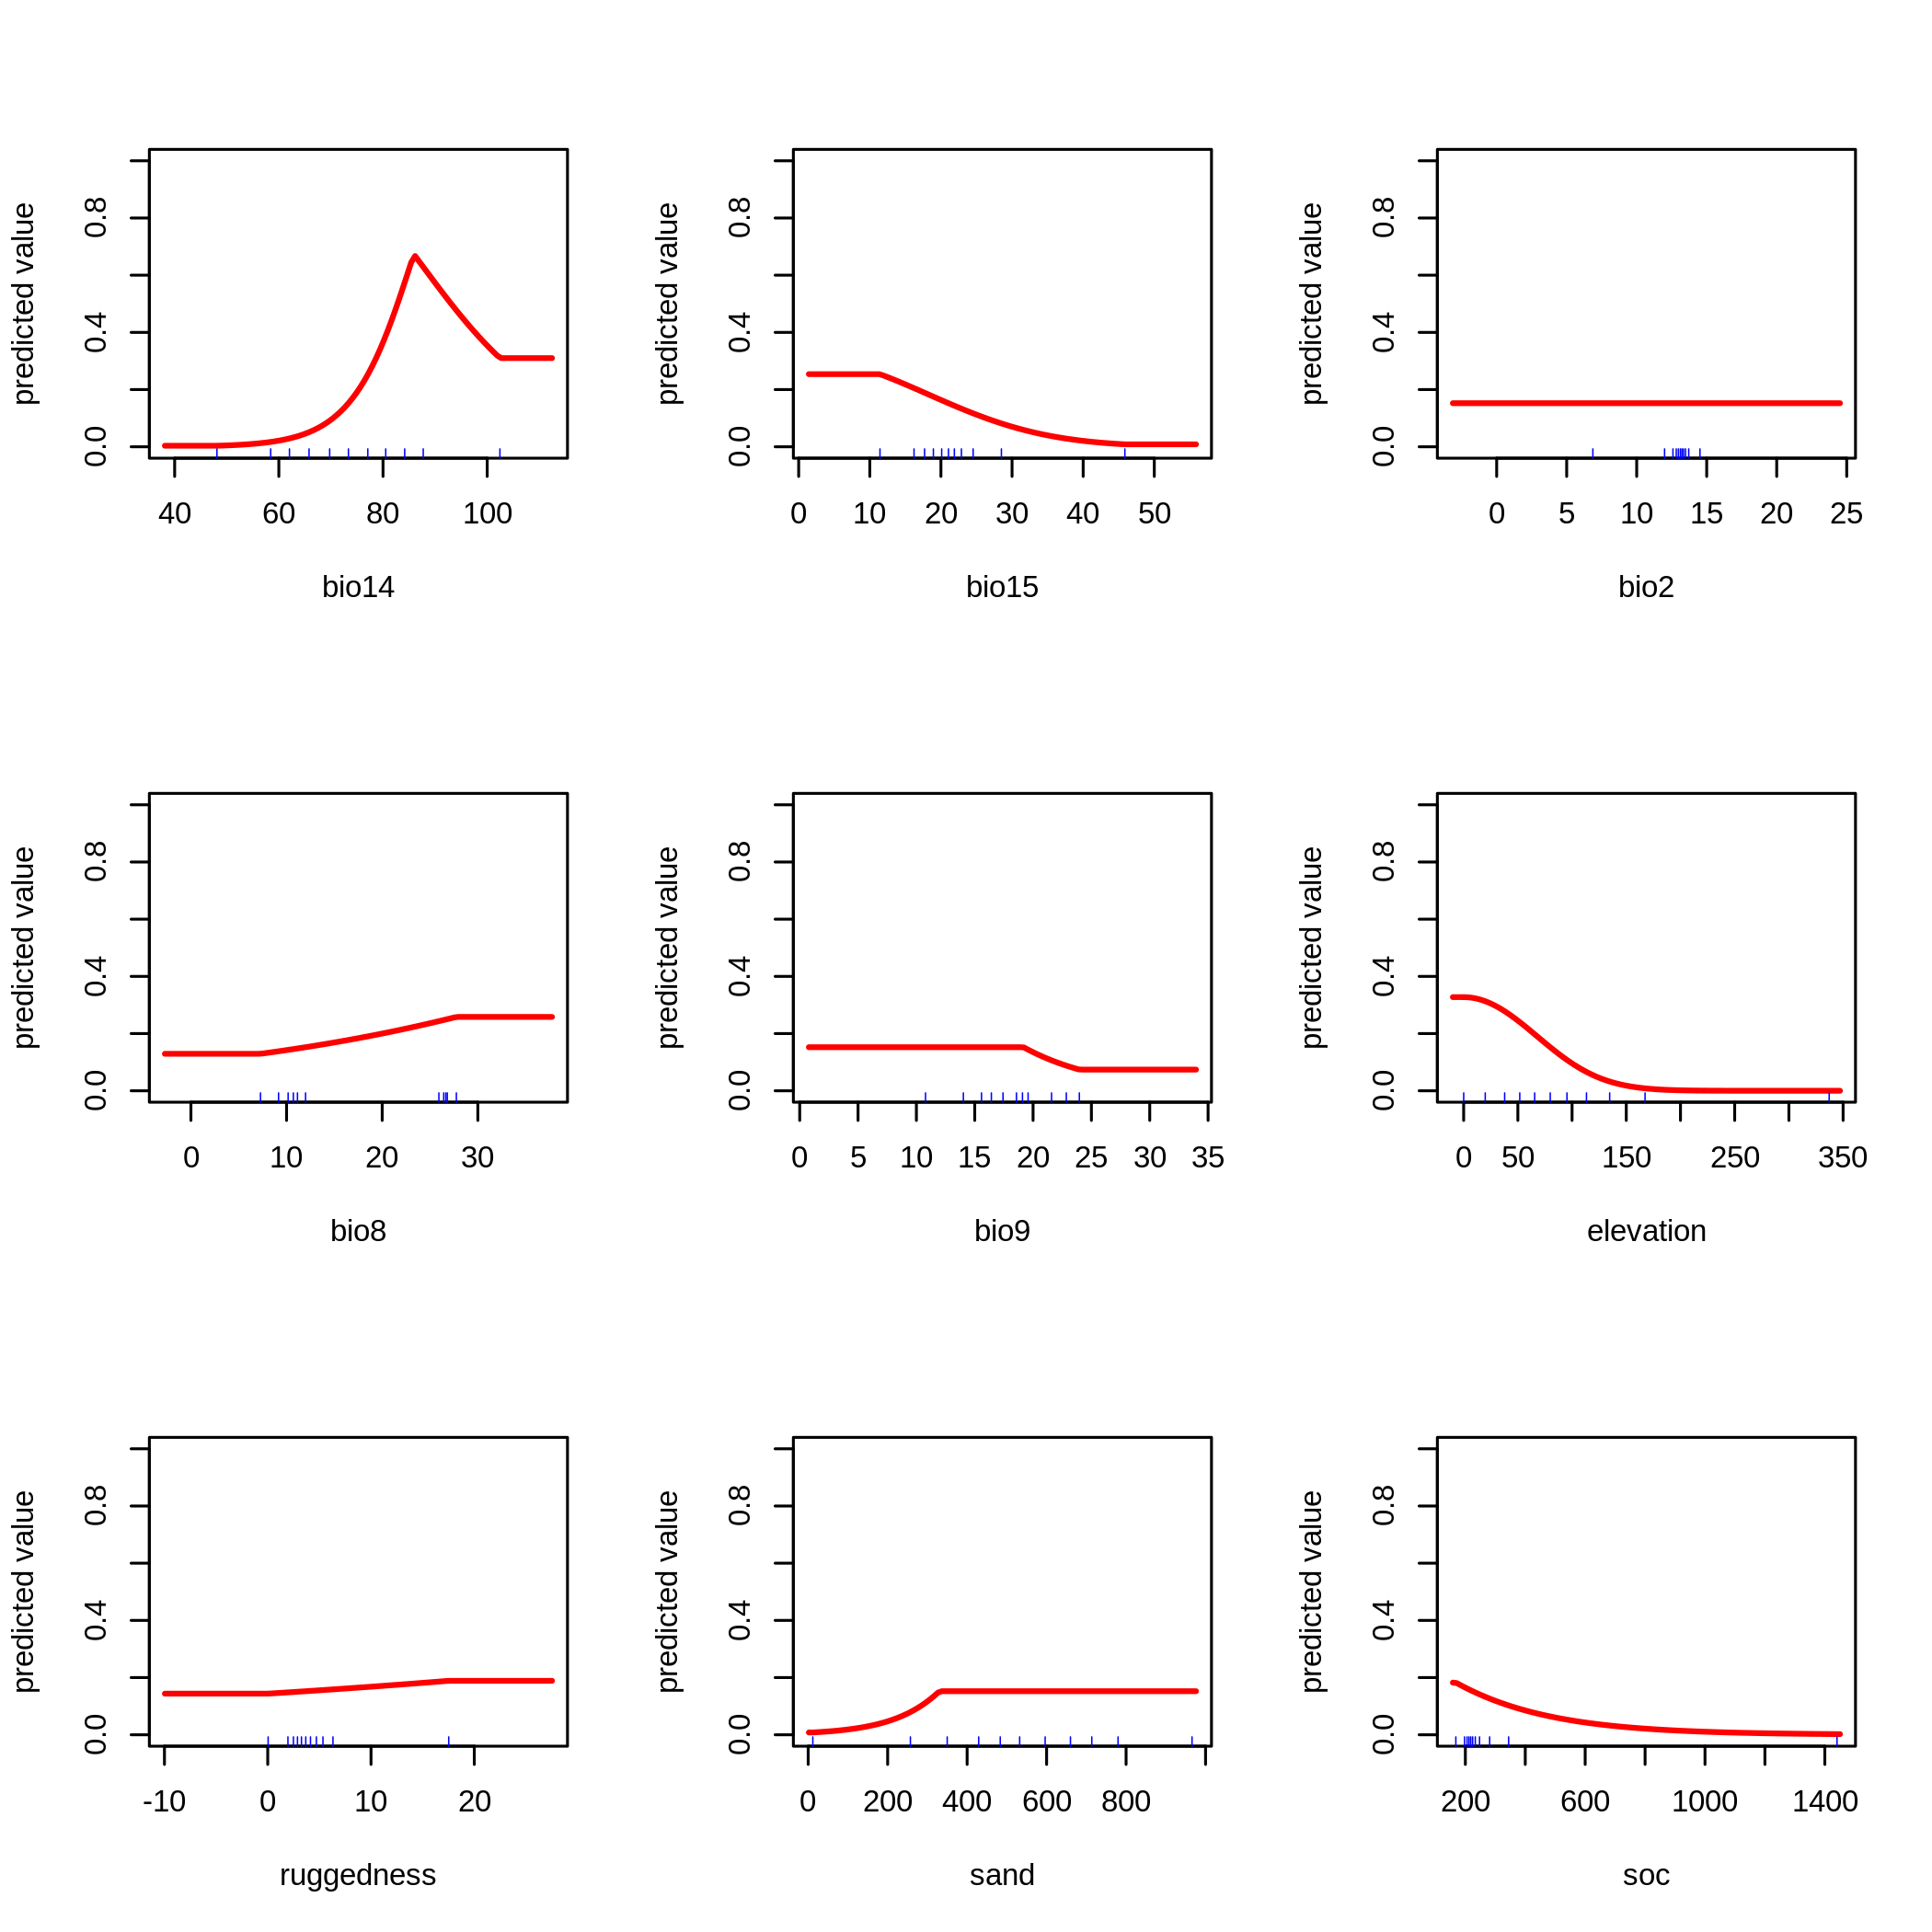 predicted value
0.0 0.4 0.8
40 60 80 100
bio14
predicted value
0.0 0.4 0.8
0 10 20 30 40 50
bio15
predicted value
0.0 0.4 0.8
0 5 10 15 20 25
bio2
predicted value
0.0 0.4 0.8
0 10 20 30
bio8
predicted value
0.0 0.4 0.8
0 5 10 15 20 25 30 35
bio9
predicted value
0.0 0.4 0.8
0 50 150 250 350
elevation
predicted value
0.0 0.4 0.8
-10 0 10 20
ruggedness
predicted value
0.0 0.4 0.8
0 200 400 600 800
sand
predicted value
0.0 0.4 0.8
200 600 1000 1400
soc